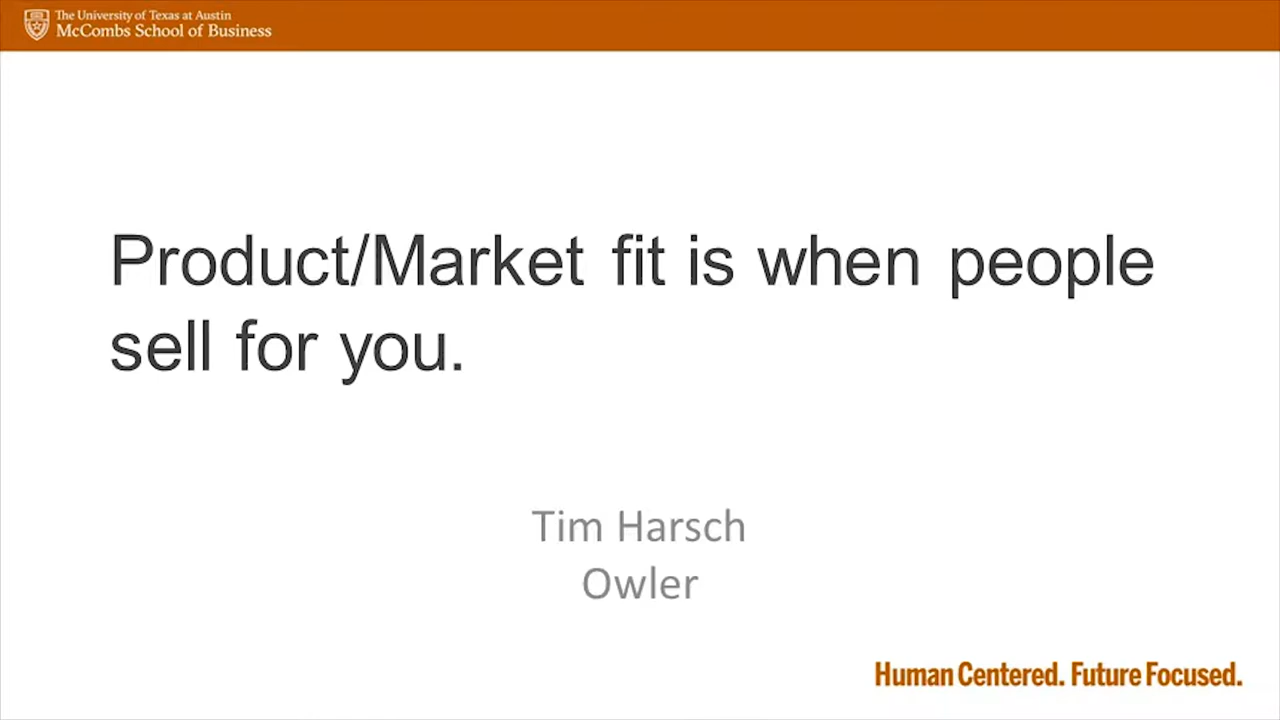 The University of Texas at Austin
McCombs School of Business
Product/Market fit is when people
sell for you.
Tim Harsch
Owler
Human Centered. Future Focused.